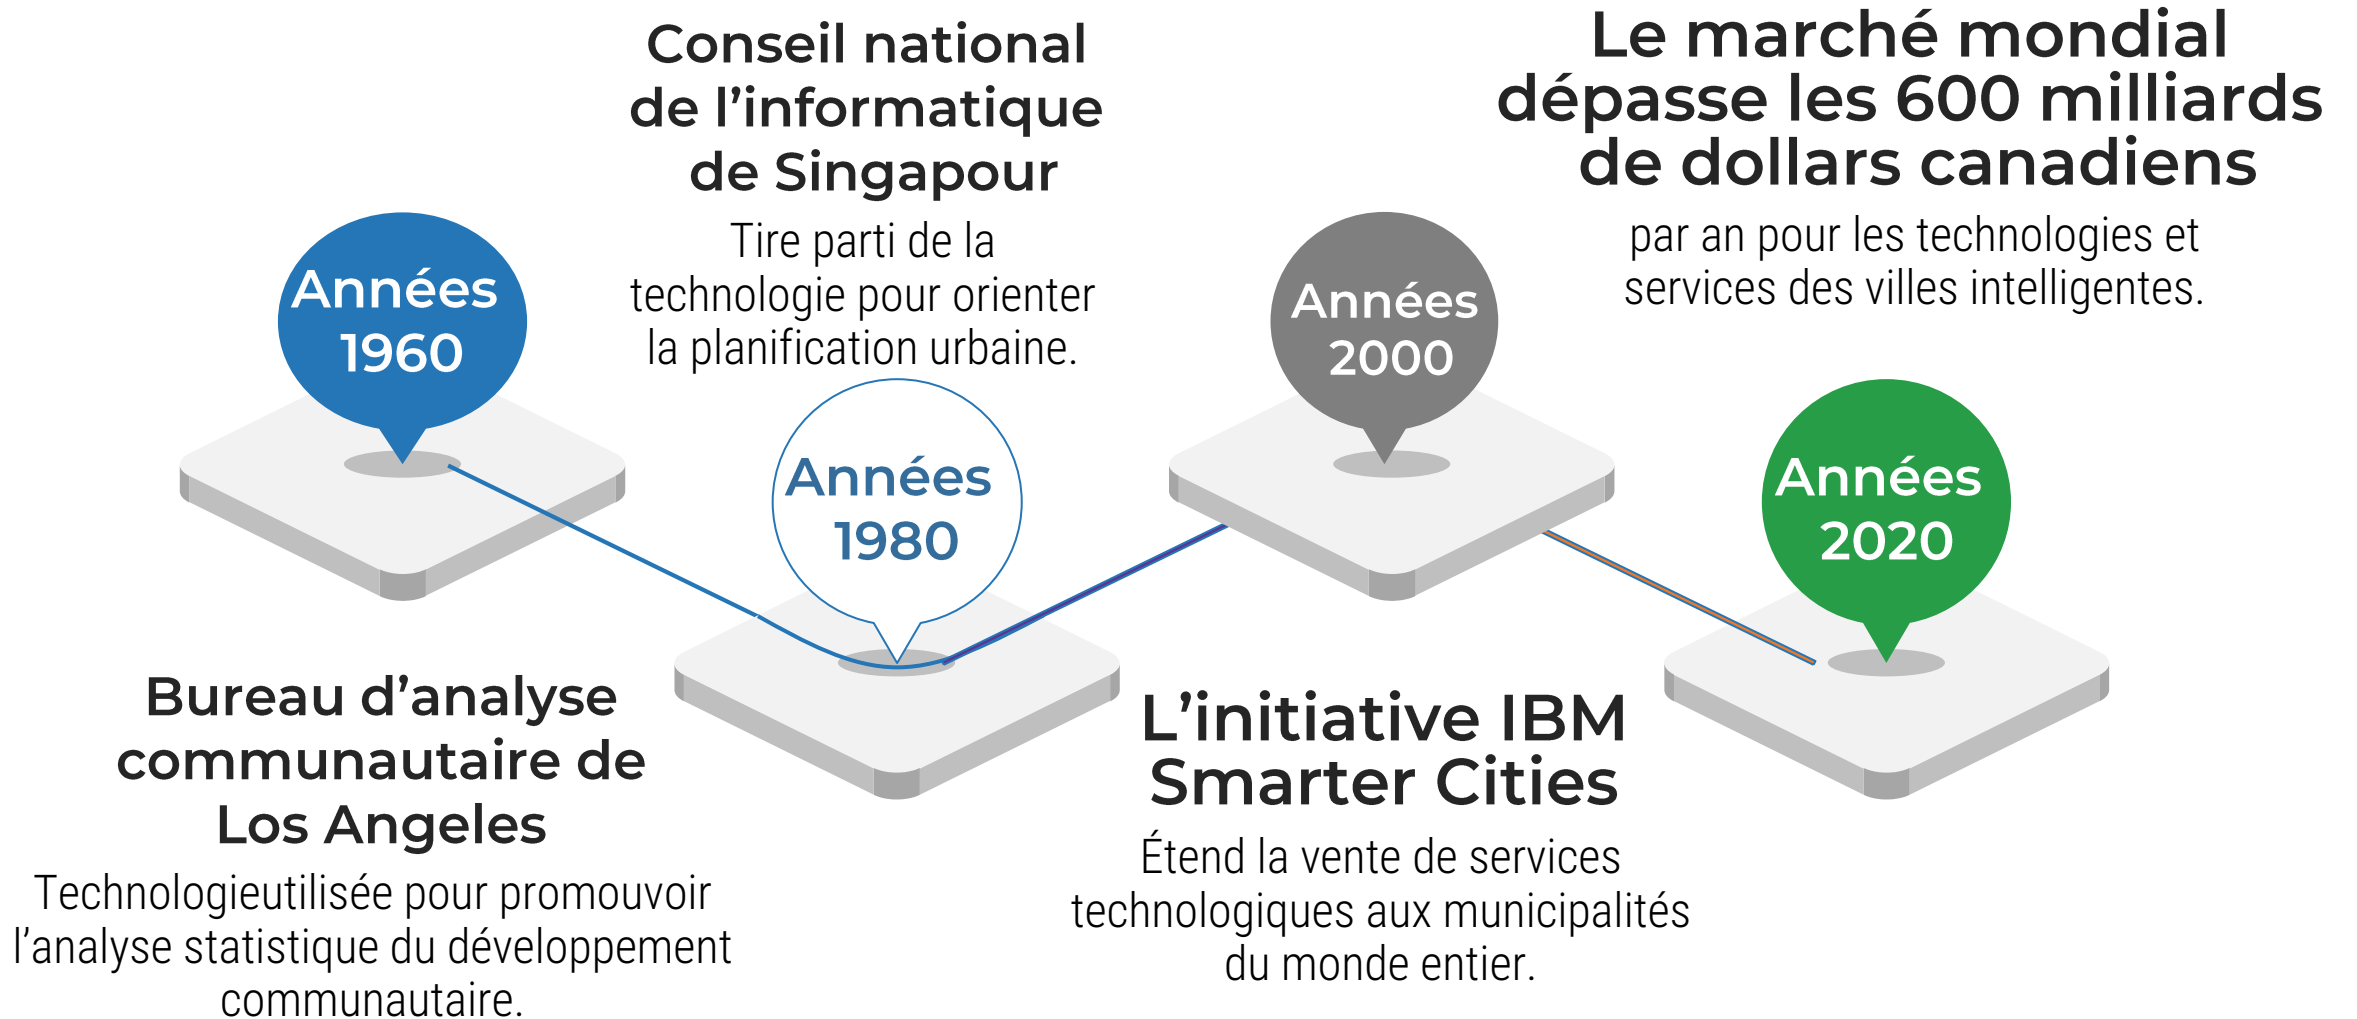 Années
1960
Bureau d’analyse
communautaire de
Los Angeles
Technologieutilisée pour promouvoir
l’analyse statistique du développement
communautaire.
Conseil national
de l’informatique
de Singapour
Tire parti de la
technologie pour orienter
la planification urbaine.
Années
1980
Années
2000
L’initiative IBM
Smarter Cities
Étend la vente de services
technologiques aux municipalités
du monde entier.
Le marché mondial
dépasse les 600 milliards
de dollars canadiens
par an pour les technologies et
services des villes intelligentes.
Années
2020